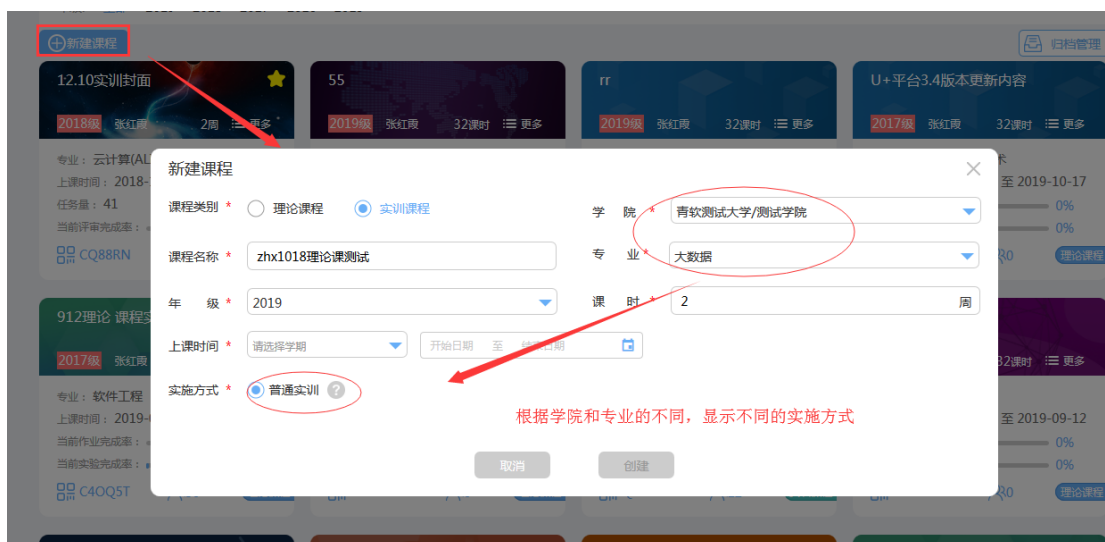 新建课程
归档管理
12.10实训封面
55
rr
U+平台3.4版本更新内容
2018级 张红霞 2周 更多
2019级 张红霞 32课时 更多
2019级 张红霞 32课时 更多
2017级 张红霞 32课时 更多
专业： 云计算(AL
上课时间： 2018-
至 2019-10-17
任务量： 41
0%
当前评审完成率：
0%
CQ88RN
0
理论课程
新建课程
课程类别 * 理论课程 实训课程
学 院 * 青软测试大学/测试学院
课程名称 * zhx1018理论课测试
专 业 * 大数据
年 级 * 2019
课 时 * 2 周
上课时间 * 请选择学期 开始日期 至 结束日期
实施方式 * 普通实训 ?
根据学院和专业的不同，显示不同的实施方式
取消 创建
912理论 课程实
2017级 张红霞
32课时 更多
专业： 软件工程
上课时间： 2019-
至 2019-09-12
当前作业完成率：
0%
当前实验完成率：
0%
C4OQ5T
0
理论课程